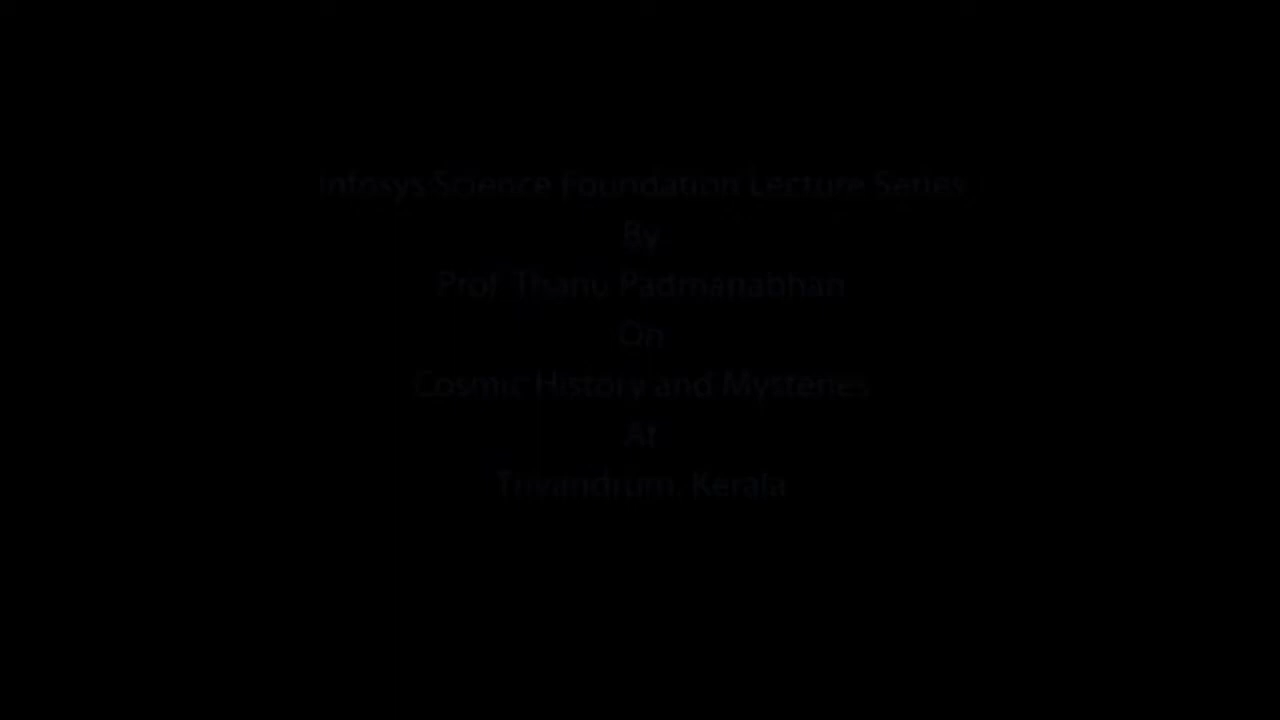 Infosys Science Foundation Lecture Series
By
Prof. Thanu Padmanabhan
On
Cosmic History and Mysteries
At
Trivandrum, Kerala